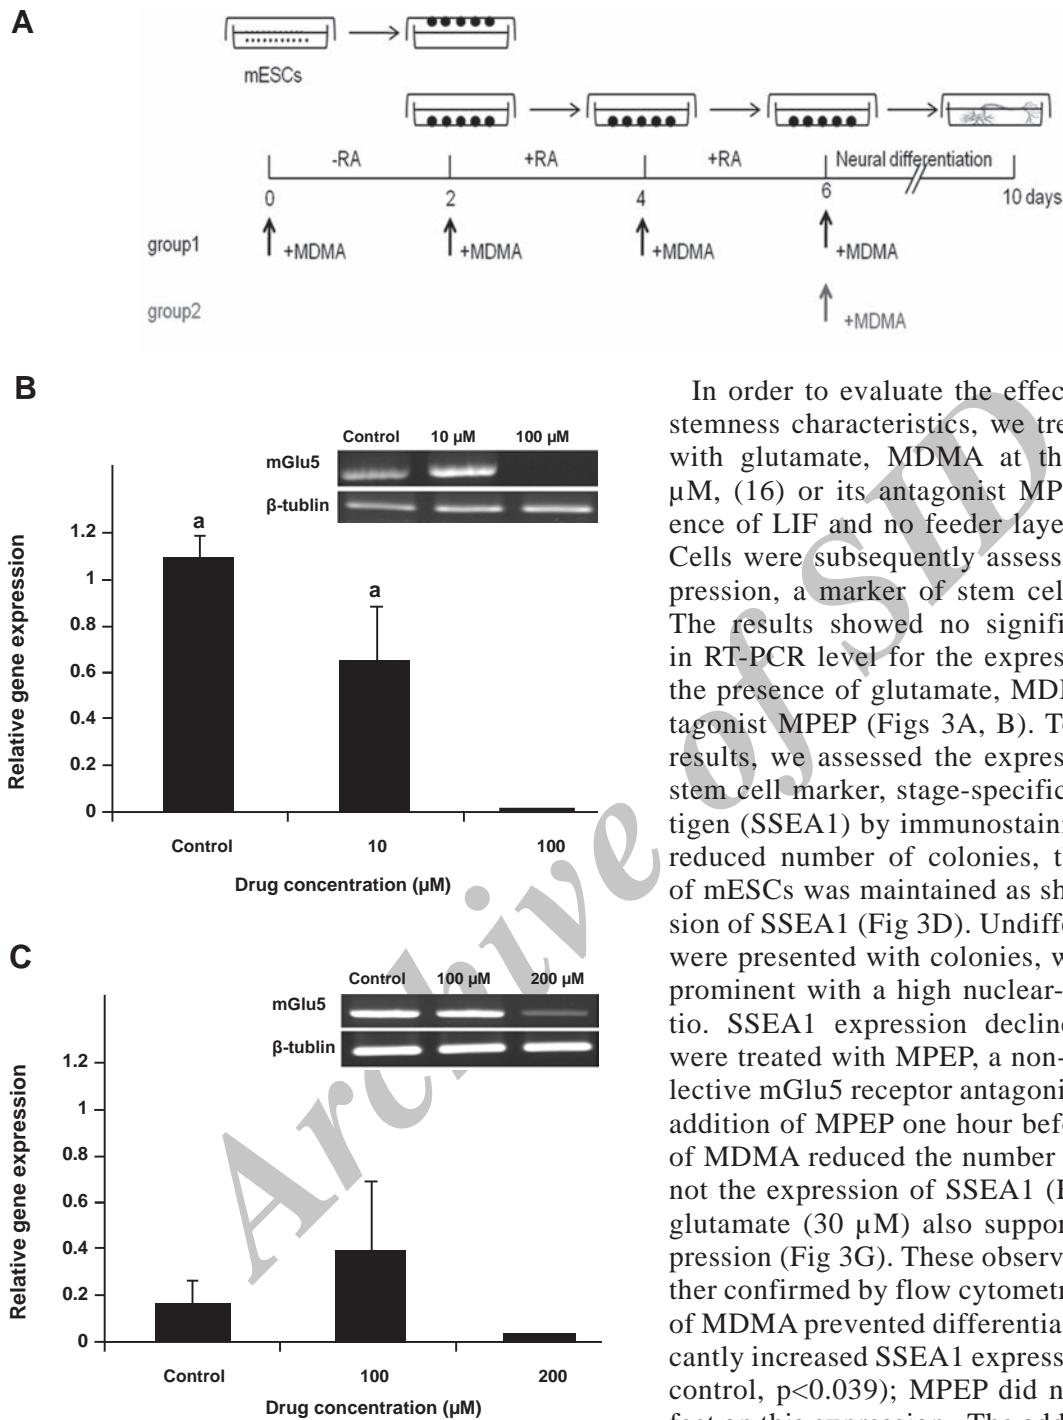 A
mESCs
-RA +RA +RA Neural differentiation
0 2 4 6 10 days
group1 +MDMA +MDMA +MDMA +MDMA
group2 +MDMA
B
Control 10 µM 100 µM
mGlu5
β-tublin
a
a
Relative gene expression
1.2
1
0.8
0.6
0.4
0.2
0
Control 10 100
Drug concentration (µM)
C
Control 100 µM 200 µM
mGlu5
β-tublin
Relative gene expression
1.2
1
0.8
0.6
0.4
0.2
0
Control 100 200
Drug concentration (µM)
In order to evaluate the effec
stemness characteristics, we tre
with glutamate, MDMA at th
µM, (16) or its antagonist MP
ence of LIF and no feeder laye
Cells were subsequently assess
pression, a marker of stem cel
The results showed no signifi
in RT-PCR level for the express
the presence of glutamate, MD
tagonist MPEP (Figs 3A, B). T
results, we assessed the express
stem cell marker, stage-specific
tigen (SSEA1) by immunostaini
reduced number of colonies, t
of mESCs was maintained as sh
sion of SSEA1 (Fig 3D). Undiffe
were presented with colonies, w
prominent with a high nuclear-
tio. SSEA1 expression decline
were treated with MPEP, a non-
lective mGlu5 receptor antagoni
addition of MPEP one hour bef
of MDMA reduced the number
not the expression of SSEA1 (
glutamate (30 µM) also suppor
pression (Fig 3G). These observ
ther confirmed by flow cytometr
of MDMA prevented differentia
cantly increased SSEA1 express
control, p<0.039); MPEP did n
Archive of SID